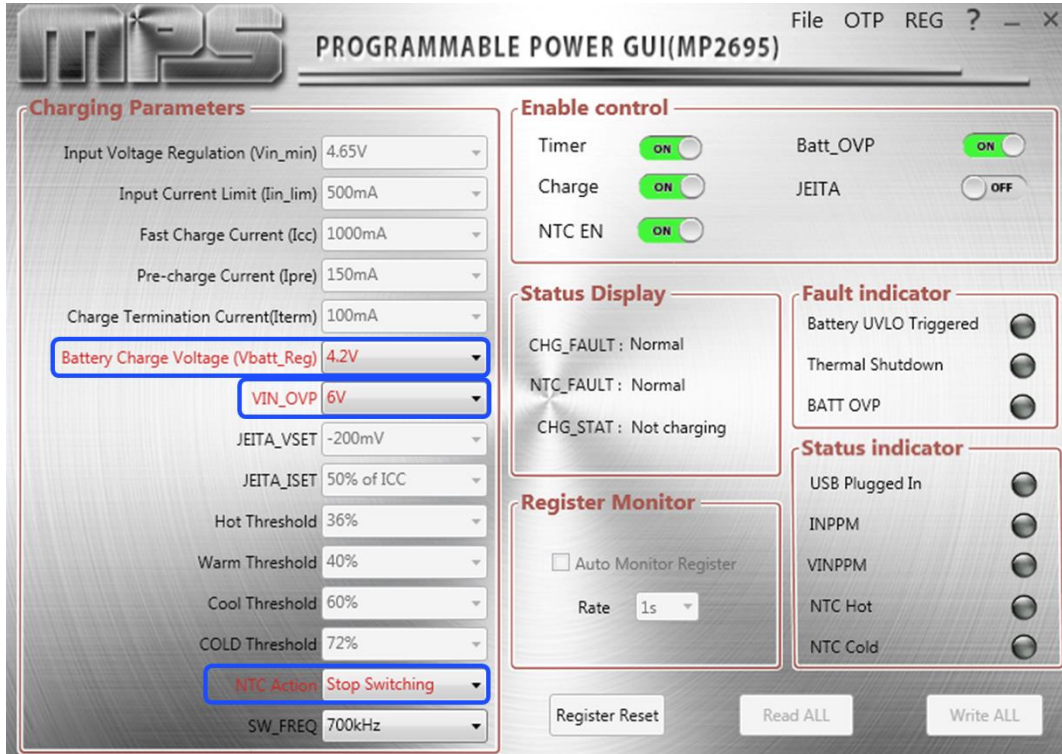 mps
File OTP REG ? _ X
PROGRAMMABLE POWER GUI(MP2695)
Charging Parameters
Input Voltage Regulation (Vin_min) 4.65V
Input Current Limit (Iin_lim) 500mA
Fast Charge Current (Icc) 1000mA
Pre-charge Current (Ipre) 150mA
Charge Termination Current(Iterm) 100mA
Battery Charge Voltage (Vbatt_Reg) 4.2V
VIN_OVP 6V
JEITA_VSET -200mV
JEITA_ISET 50% of ICC
Hot Threshold 36%
Warm Threshold 40%
Cool Threshold 60%
COLD Threshold 72%
NTC Action Stop Switching
SW_FREQ 700kHz
Enable control
Timer ON
Batt_OVP ON
Charge ON
JEITA OFF
NTC EN ON
Status Display
CHG_FAULT : Normal
NTC_FAULT : Normal
CHG_STAT : Not charging
Fault indicator
Battery UVLO Triggered
Thermal Shutdown
BATT OVP
Register Monitor
Auto Monitor Register
Rate 1s
Status indicator
USB Plugged In
INPPM
VINPPM
NTC Hot
NTC Cold
Register Reset
Read ALL
Write ALL